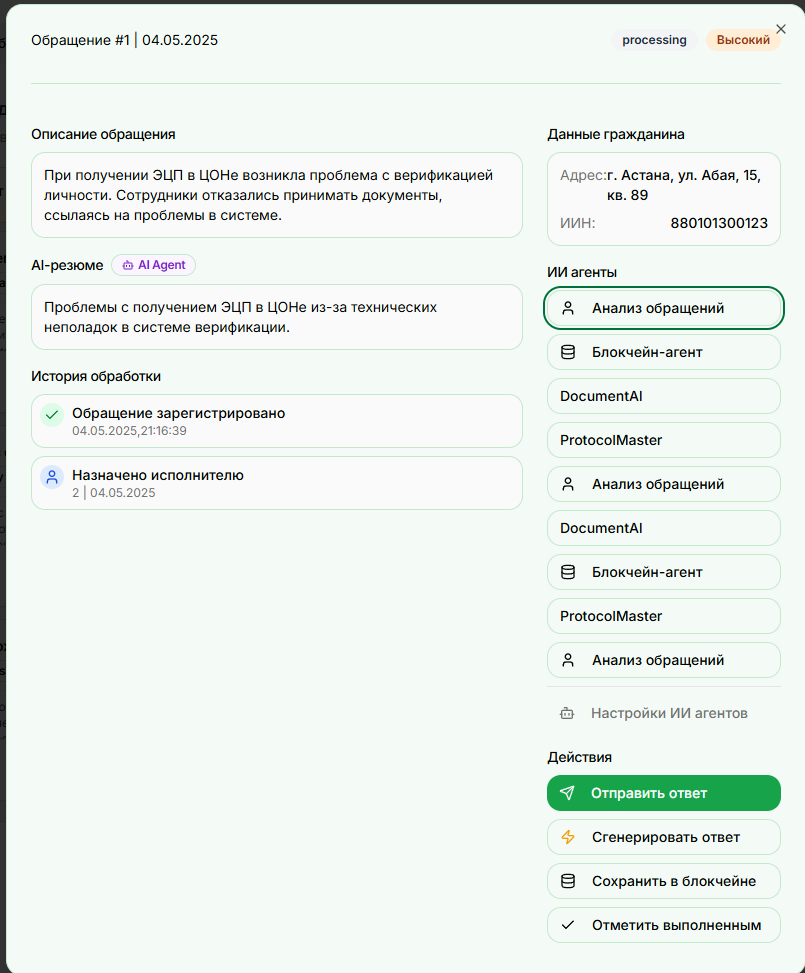 Обращение #1 | 04.05.2025
processing
Высокий
Описание обращения
При получении ЭЦП в ЦОНе возникла проблема с верификацией
личности. Сотрудники отказались принимать документы,
ссылаясь на проблемы в системе.
AI-резюме
AI Agent
Проблемы с получением ЭЦП в ЦОНе из-за технических
неполадок в системе верификации.
История обработки
Обращение зарегистрировано
04.05.2025,21:16:39
Назначено исполнителю
2 | 04.05.2025
Данные гражданина
Адрес:г. Астана, ул. Абая, 15,
кв. 89
ИИН: 880101300123
ИИ агенты
Анализ обращений
Блокчейн-агент
DocumentAI
ProtocolMaster
Анализ обращений
DocumentAI
Блокчейн-агент
ProtocolMaster
Анализ обращений
Настройки ИИ агентов
Действия
Отправить ответ
Сгенерировать ответ
Сохранить в блокчейне
Отметить выполненным